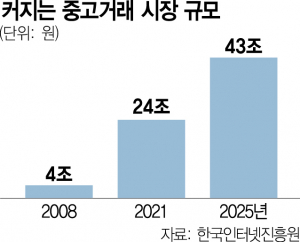 커지는 중고거래 시장 규모
(단위: 원)
4조
24조
43조
2008
2021
2025년
자료: 한국인터넷진흥원